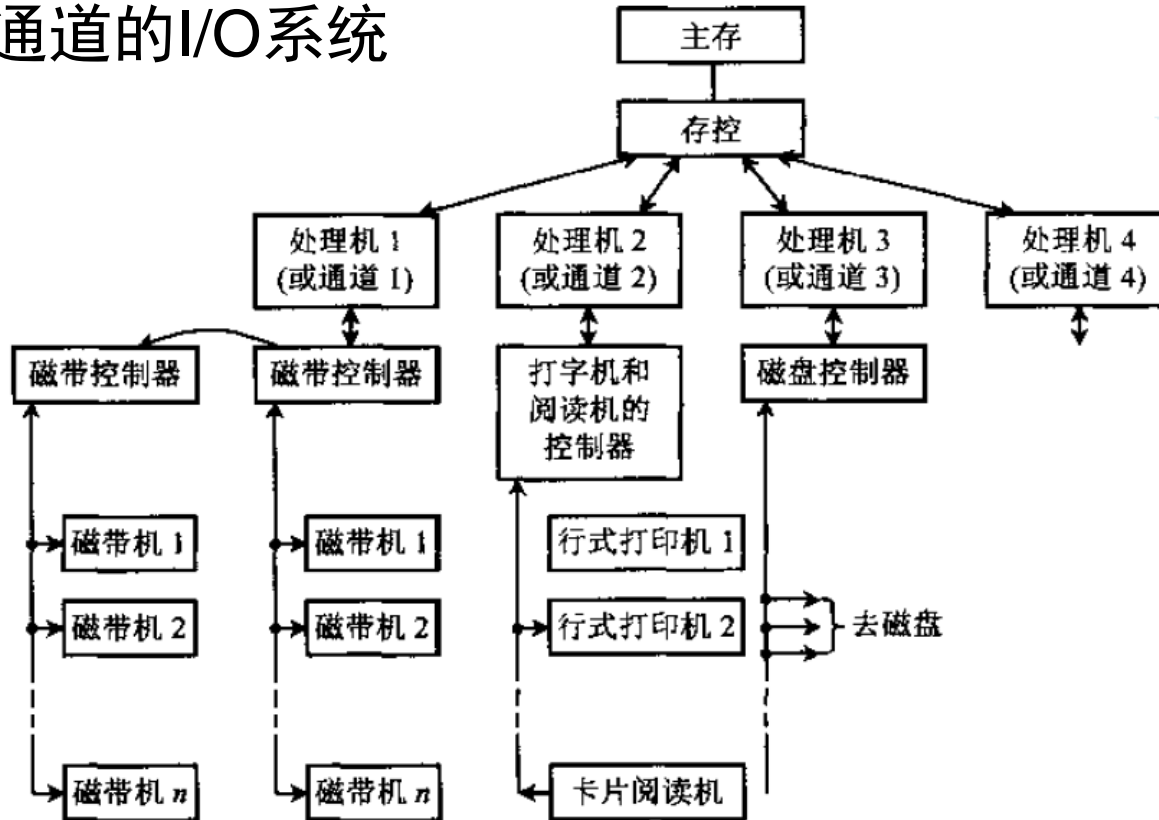 通道的I/O系统
主存
存控
处理机 1
(或通道 1)
处理机 2
(或通道 2)
处理机 3
(或通道 3)
处理机 4
(或通道 4)
磁带控制器
磁带控制器
打字机和
阅读机的
控制器
磁盘控制器
磁带机 1
磁带机 1
行式打印机 1
磁带机 2
磁带机 2
行式打印机 2
去磁盘
磁带机 n
磁带机 n
卡片阅读机